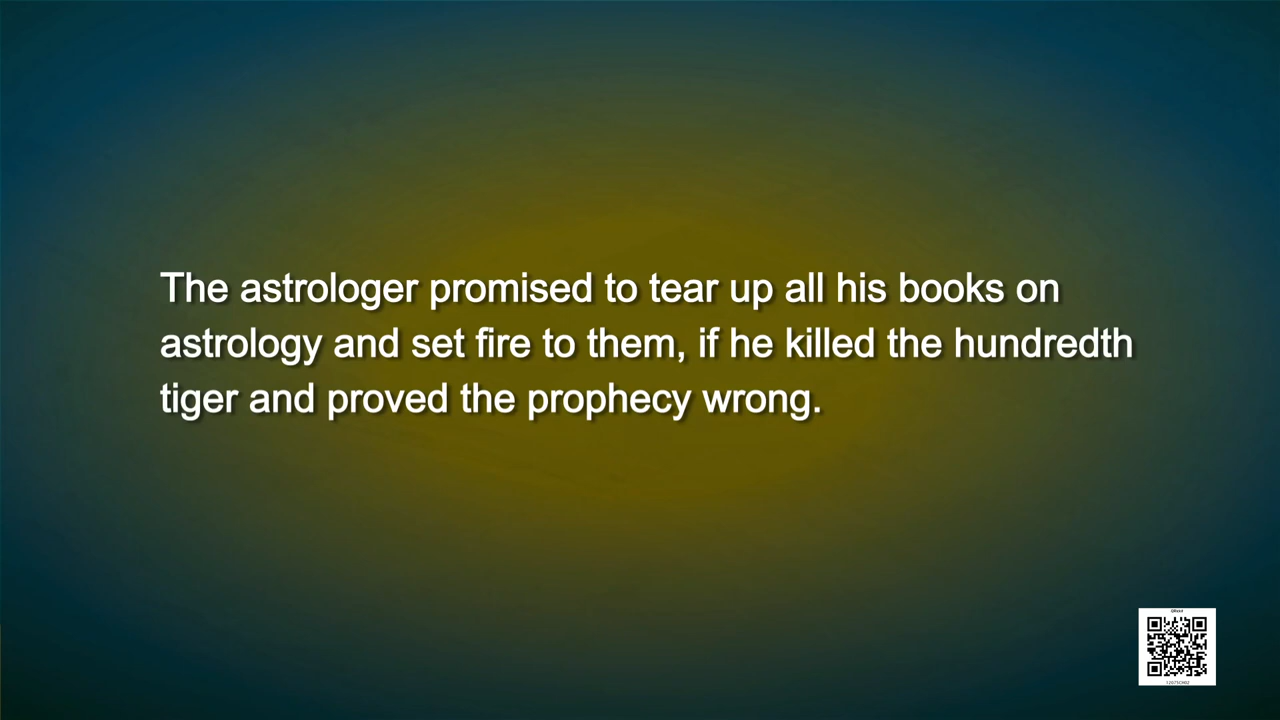 The astrologer promised to tear up all his books on
astrology and set fire to them, if he killed the hundredth
tiger and proved the prophecy wrong.